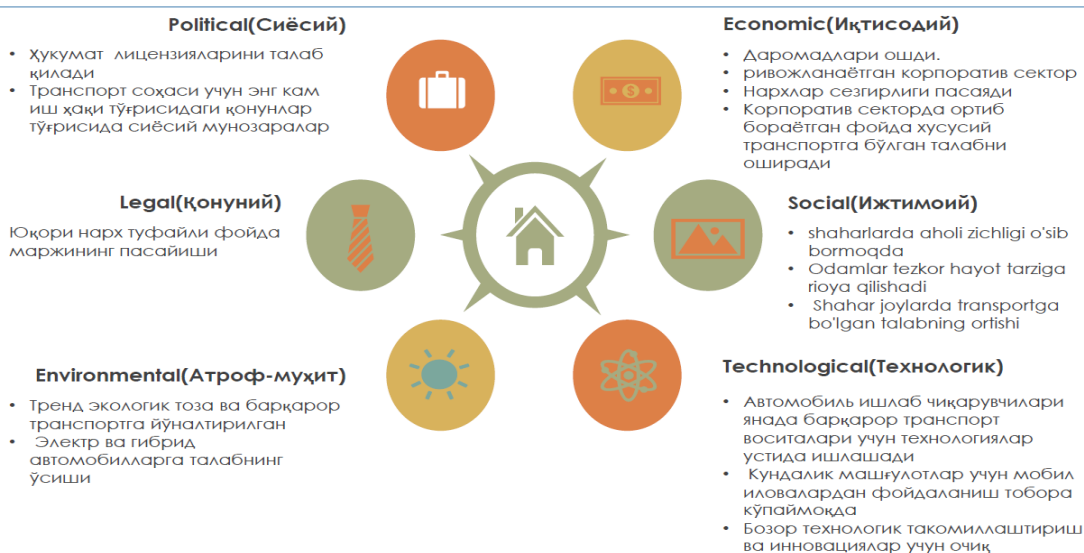 Political(Сиёсий)
• Ҳукумат лицензияларини талаб
қилади
• Транспорт соҳаси учун энг кам
иш ҳақи тўғрисидаги қонунлар
тўғрисида сиёсий мунозаралар
Economic(Иқтисодий)
• Даромадлари ошди.
• ривожланаётган корпоратив сектор
• Нархлар сезгирлиги пасаяди
• Корпоратив секторда ортиб
бораётган фойда хусусий
транспортга бўлган талабни
оширади
Legal(Қонуний)
Юқори нарх туфайли фойда
маржининг пасайиши
Social(Ижтимоий)
• shaharlarda aholi zichligi o'sib
bormoqda
• Odamlar tezkor hayot tarziga
rioya qilishadi
• Shahar joylarda transportga
bo'lgan talabning ortishi
Environmental(Атроф-муҳит)
• Тренд экологик тоза ва барқарор
транспортга йўналтирилган
• Электр ва гибрид
автомобилларга талабнинг
ўсиши
Technological(Технологик)
• Автомобиль ишлаб чиқарувчилари
янада барқарор транспорт
воситалари учун технологиялар
устида ишлашади
• Кундалик машғулотлар учун мобил
иловалардан фойдаланиш тобора
кўпаймоқда
• Бозор технологик такомиллаштириш
ва инновациялар учун очиқ